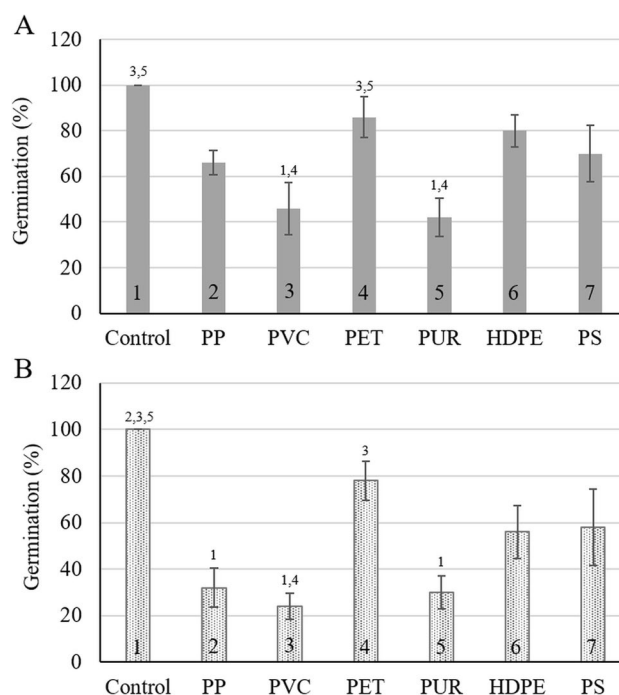 A
120
100
80
60
40
20
0
Germination (%)
3,5
1,4
3,5
1,4
1 2 3 4 5 6 7
Control PP PVC PET PUR HDPE PS
B
120
100
80
60
40
20
0
Germination (%)
2,3,5
1
1,4
3
1
1 2 3 4 5 6 7
Control PP PVC PET PUR HDPE PS